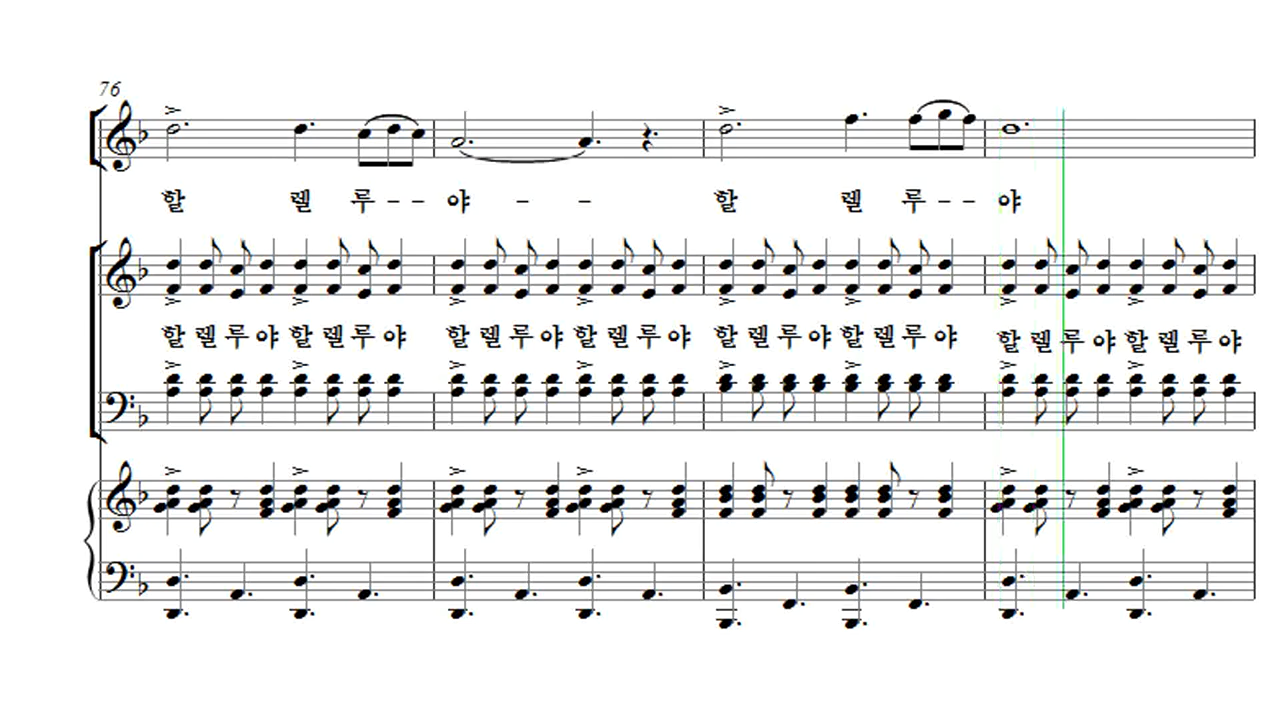 76
할 렐 루 - - 야 - - 할 렐 루 - - 야
할 렐 루 야 할 렐 루 야 할 렐 루 야 할 렐 루 야 할 렐 루 야 할 렐 루 야 할 렐 루 야 할 렐 루 야